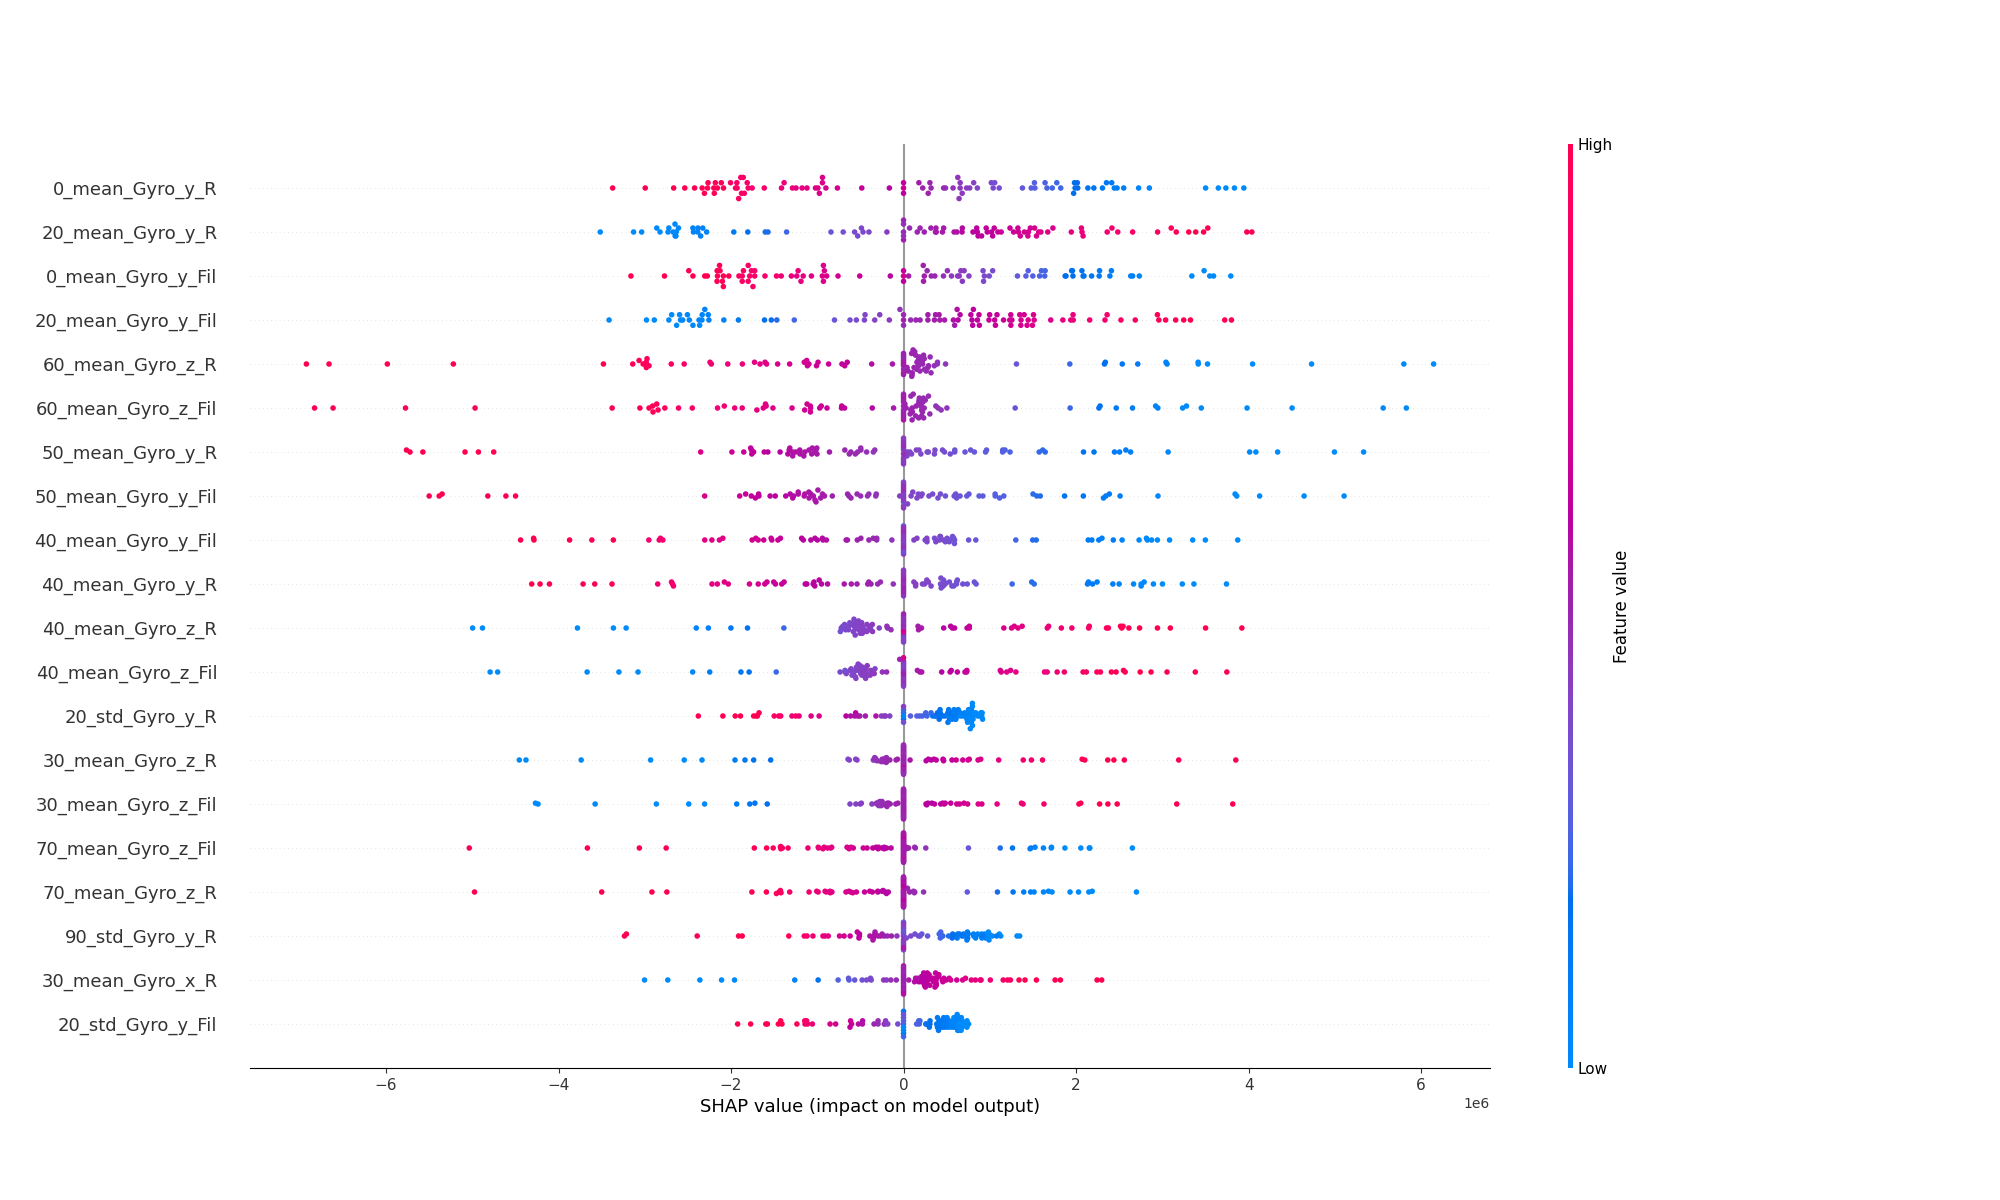 High
0_mean_Gyro_y_R
20_mean_Gyro_y_R
0_mean_Gyro_y_Fil
20_mean_Gyro_y_Fil
60_mean_Gyro_z_R
60_mean_Gyro_z_Fil
50_mean_Gyro_y_R
50_mean_Gyro_y_Fil
40_mean_Gyro_y_Fil
40_mean_Gyro_y_R
40_mean_Gyro_z_R
40_mean_Gyro_z_Fil
20_std_Gyro_y_R
30_mean_Gyro_z_R
30_mean_Gyro_z_Fil
70_mean_Gyro_z_Fil
70_mean_Gyro_z_R
90_std_Gyro_y_R
30_mean_Gyro_x_R
20_std_Gyro_y_Fil
Feature value
Low
−6 −4 −2 0 2 4 6
1e6
SHAP value (impact on model output)